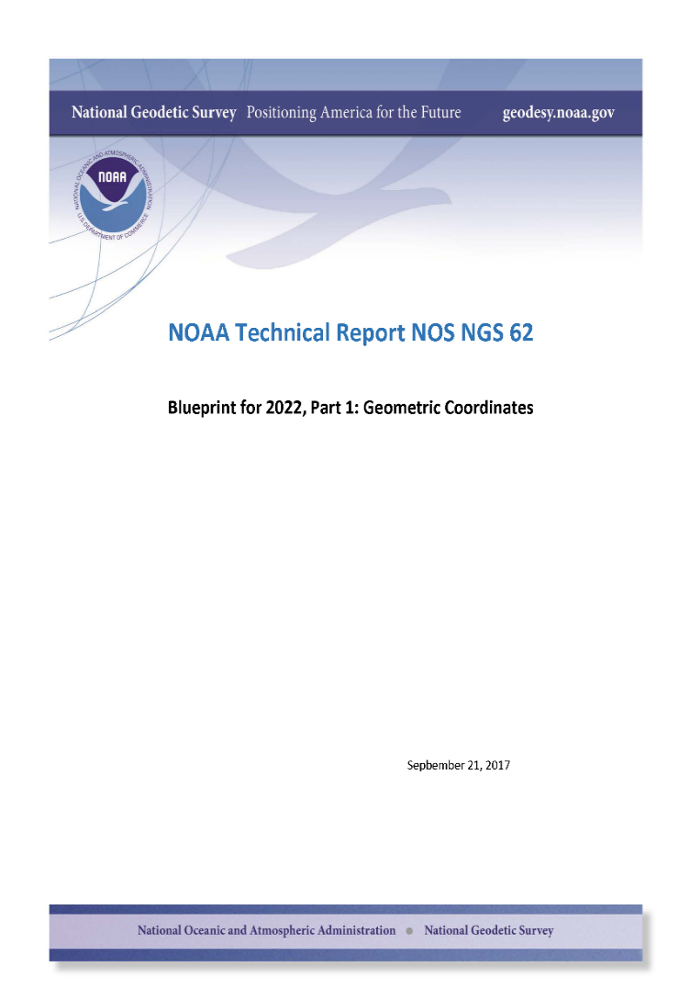 National Geodetic Survey Positioning America for the Future geodesy.noaa.gov
NATIONAL OCEANIC AND ATMOSPHERIC ADMINISTRATION
NOAA
U.S. DEPARTMENT OF COMMERCE
NOAA Technical Report NOS NGS 62
Blueprint for 2022, Part 1: Geometric Coordinates
Sepbember 21, 2017
National Oceanic and Atmospheric Administration ● National Geodetic Survey